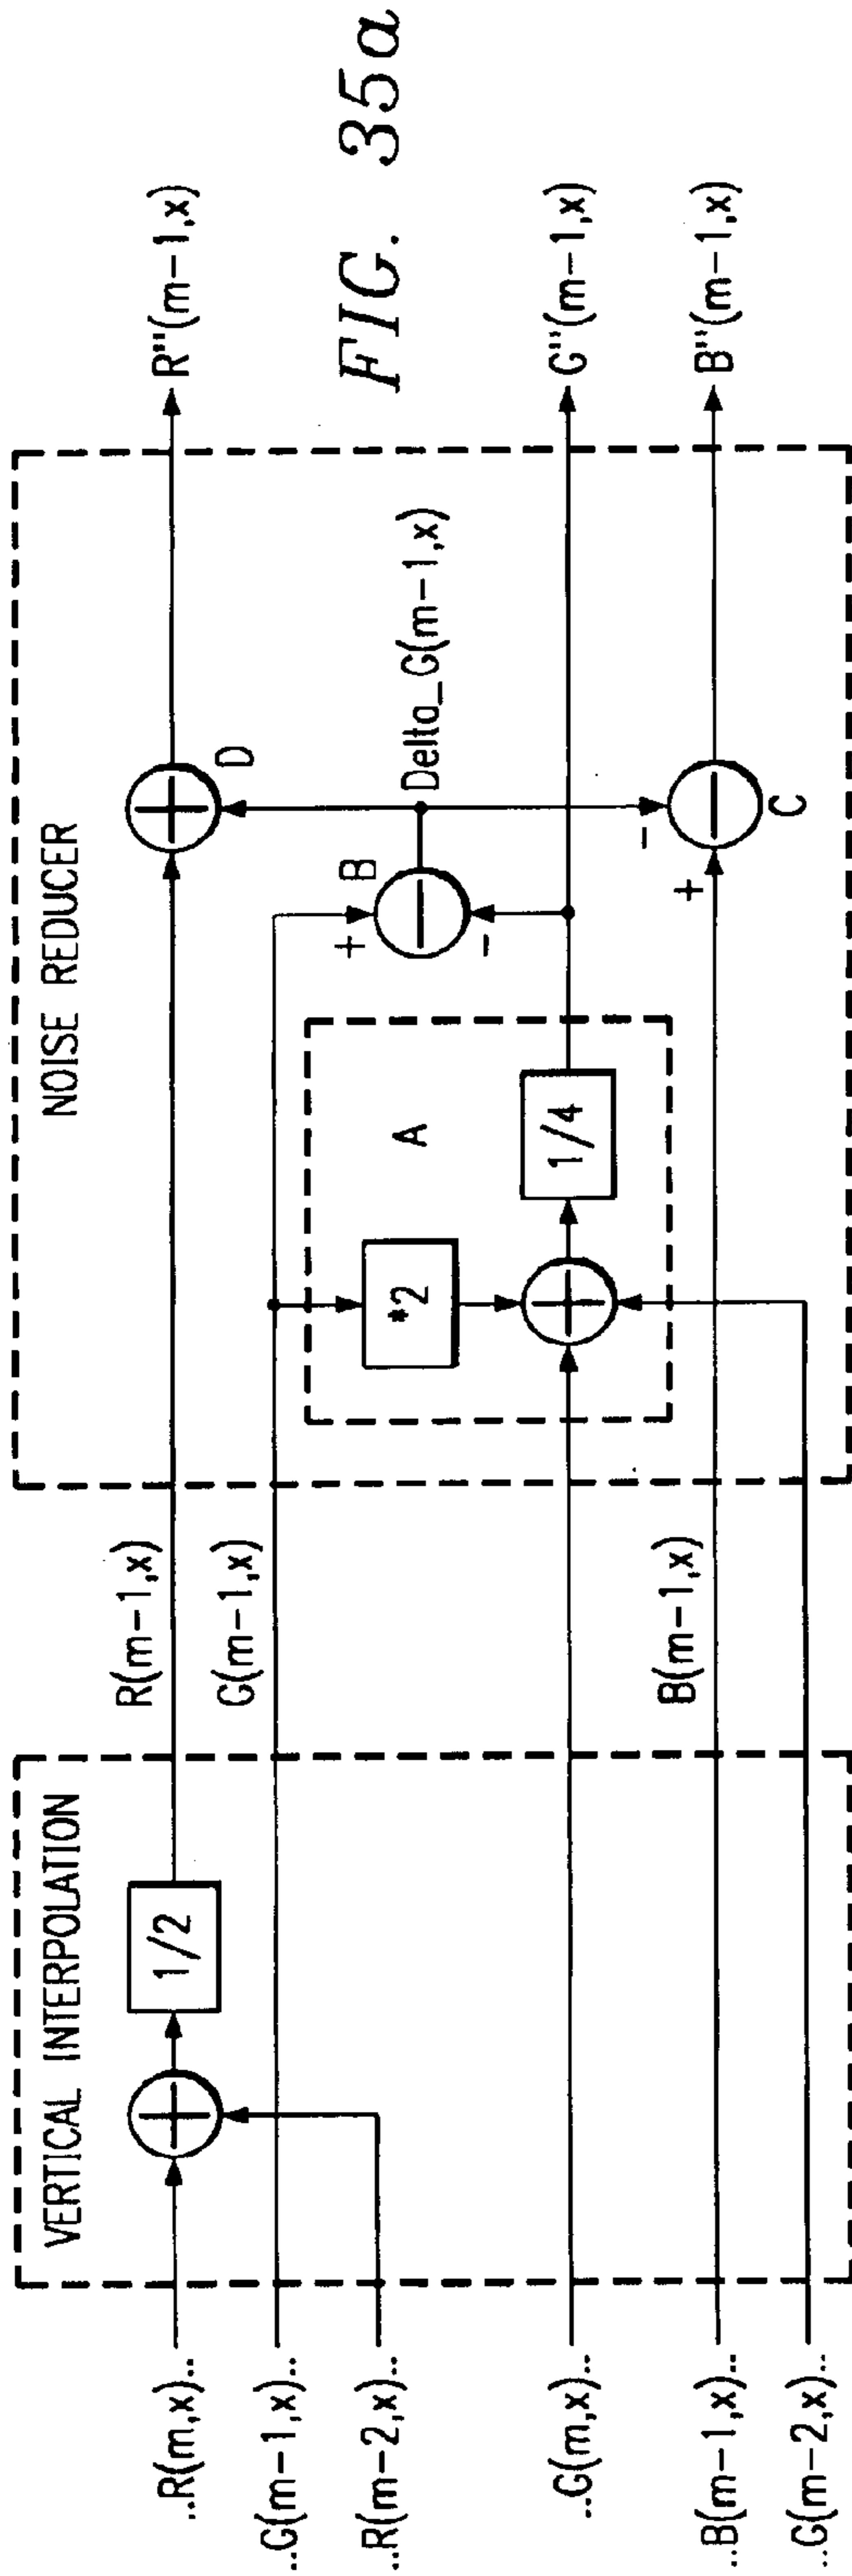 ..R(m,x)..
..G(m-1,x)..
..R(m-2,x)..
..G(m,x)..
..B(m-1,x)..
..G(m-2,x)..
VERTICAL INTERPOLATION
+
1/2
R(m-1,x)
G(m-1,x)
B(m-1,x)
NOISE REDUCER
*2
A
+
1/4
+
B
-
-
Delta_G(m-1,x)
+
D
-
+
-
C
R''(m-1,x)
G''(m-1,x)
B''(m-1,x)
FIG. 35a